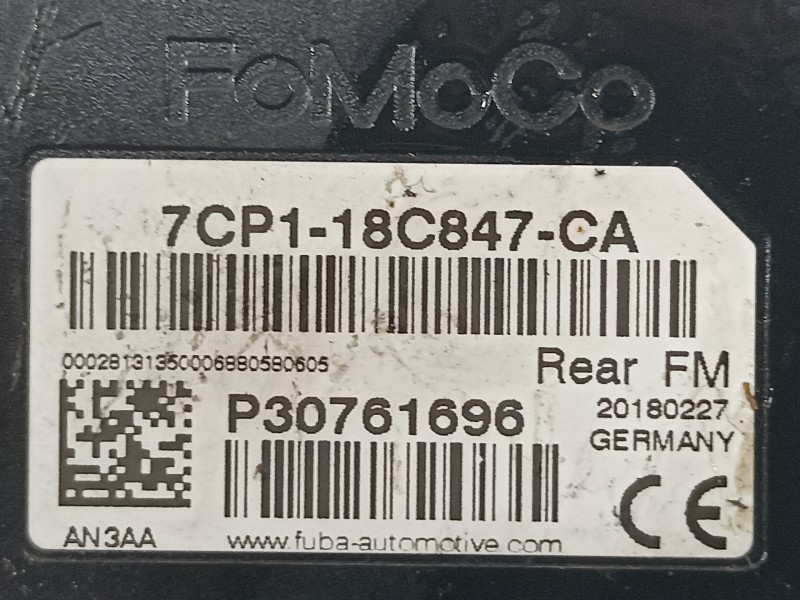 FoMoCo
7CP1-18C847-CA
00028131350006880580605
Rear FM
P30761696
20180227
GERMANY
AN3AA
www.fuba-automotive.com
CE